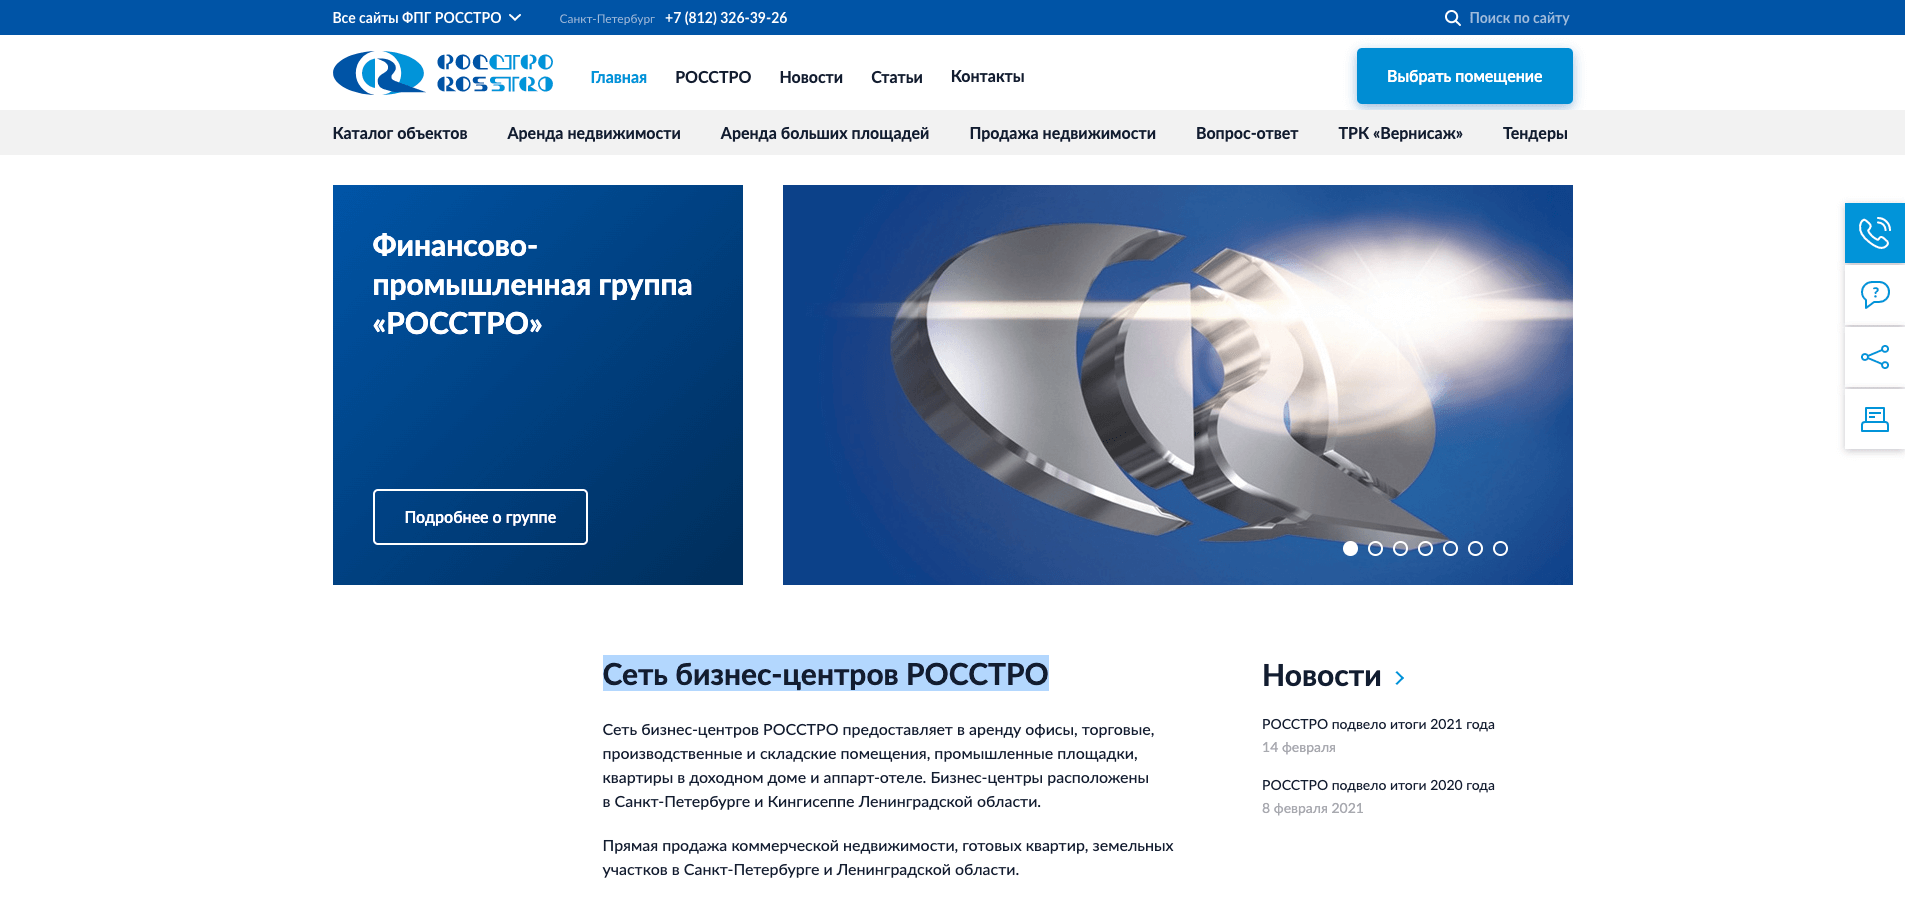 Все сайты ФПГ РОССТРО
Санкт-Петербург +7 (812) 326-39-26
Поиск по сайту
РОССТРО
ROSSTRO
Главная
РОССТРО
Новости
Статьи
Контакты
Выбрать помещение
Каталог объектов
Аренда недвижимости
Аренда больших площадей
Продажа недвижимости
Вопрос-ответ
ТРК «Вернисаж»
Тендеры
Финансово-
промышленная группа
«РОССТРО»
Подробнее о группе
Сеть бизнес-центров РОССТРО
Сеть бизнес-центров РОССТРО предоставляет в аренду офисы, торговые,
производственные и складские помещения, промышленные площадки,
квартиры в доходном доме и аппарт-отеле. Бизнес-центры расположены
в Санкт-Петербурге и Кингисеппе Ленинградской области.
Прямая продажа коммерческой недвижимости, готовых квартир, земельных
участков в Санкт-Петербурге и Ленинградской области.
Новости
РОССТРО подвело итоги 2021 года
14 февраля
РОССТРО подвело итоги 2020 года
8 февраля 2021